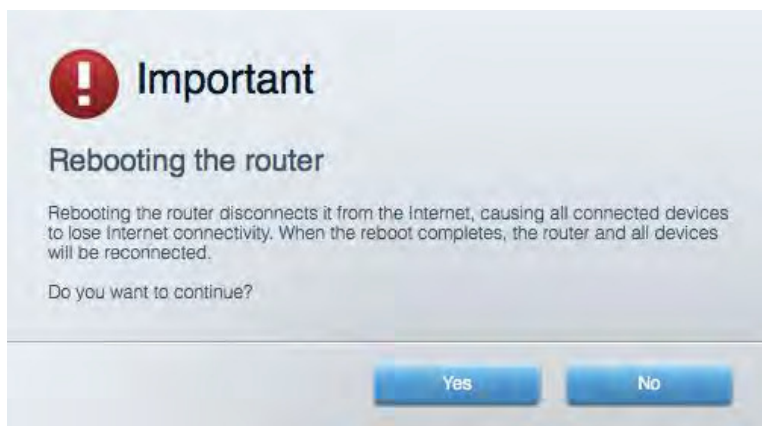 Important
Rebooting the router
Rebooting the router disconnects it from the Internet, causing all connected devices
to lose Internet connectivity. When the reboot completes, the router and all devices
will be reconnected.
Do you want to continue?
Yes No